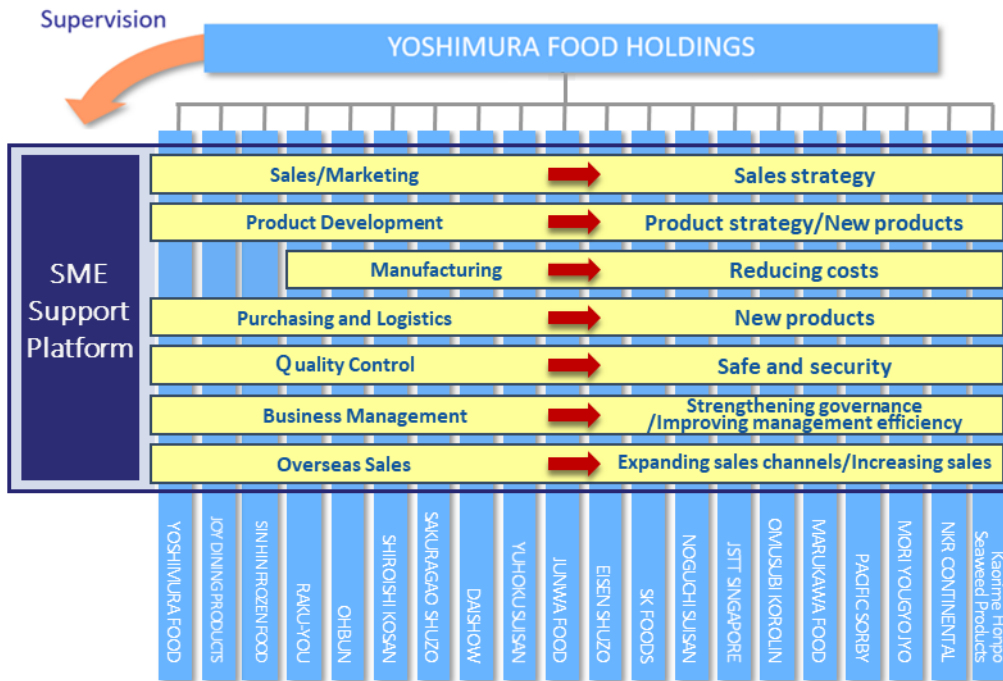 Supervision
YOSHIMURA FOOD HOLDINGS
SME
Support
Platform
Sales/Marketing
Sales strategy
Product Development
Product strategy/New products
Manufacturing
Reducing costs
Purchasing and Logistics
New products
Quality Control
Safe and security
Business Management
Strengthening governance
/Improving management efficiency
Overseas Sales
Expanding sales channels/Increasing sales
YOSHIMURA FOOD
JOY DINING PRODUCTS
SIN HIN FROZEN FOOD
RAKU-YOU
OHBUN
SHIROISHI KOSAN
SAKURAGAO SHUZO
DAISHOW
YUHOKU SUISAN
JUNWA FOOD
EISEN SHUZO
SK FOODS
NOGUCHI SUISAN
JSTT SINGAPORE
OMUSUBI KOROLIN
MARUKAWA FOOD
PACIFIC SORBY
MORI YOUGYOJYO
NKR CONTINENTAL
Kaorime Honpo
Seaweed Products